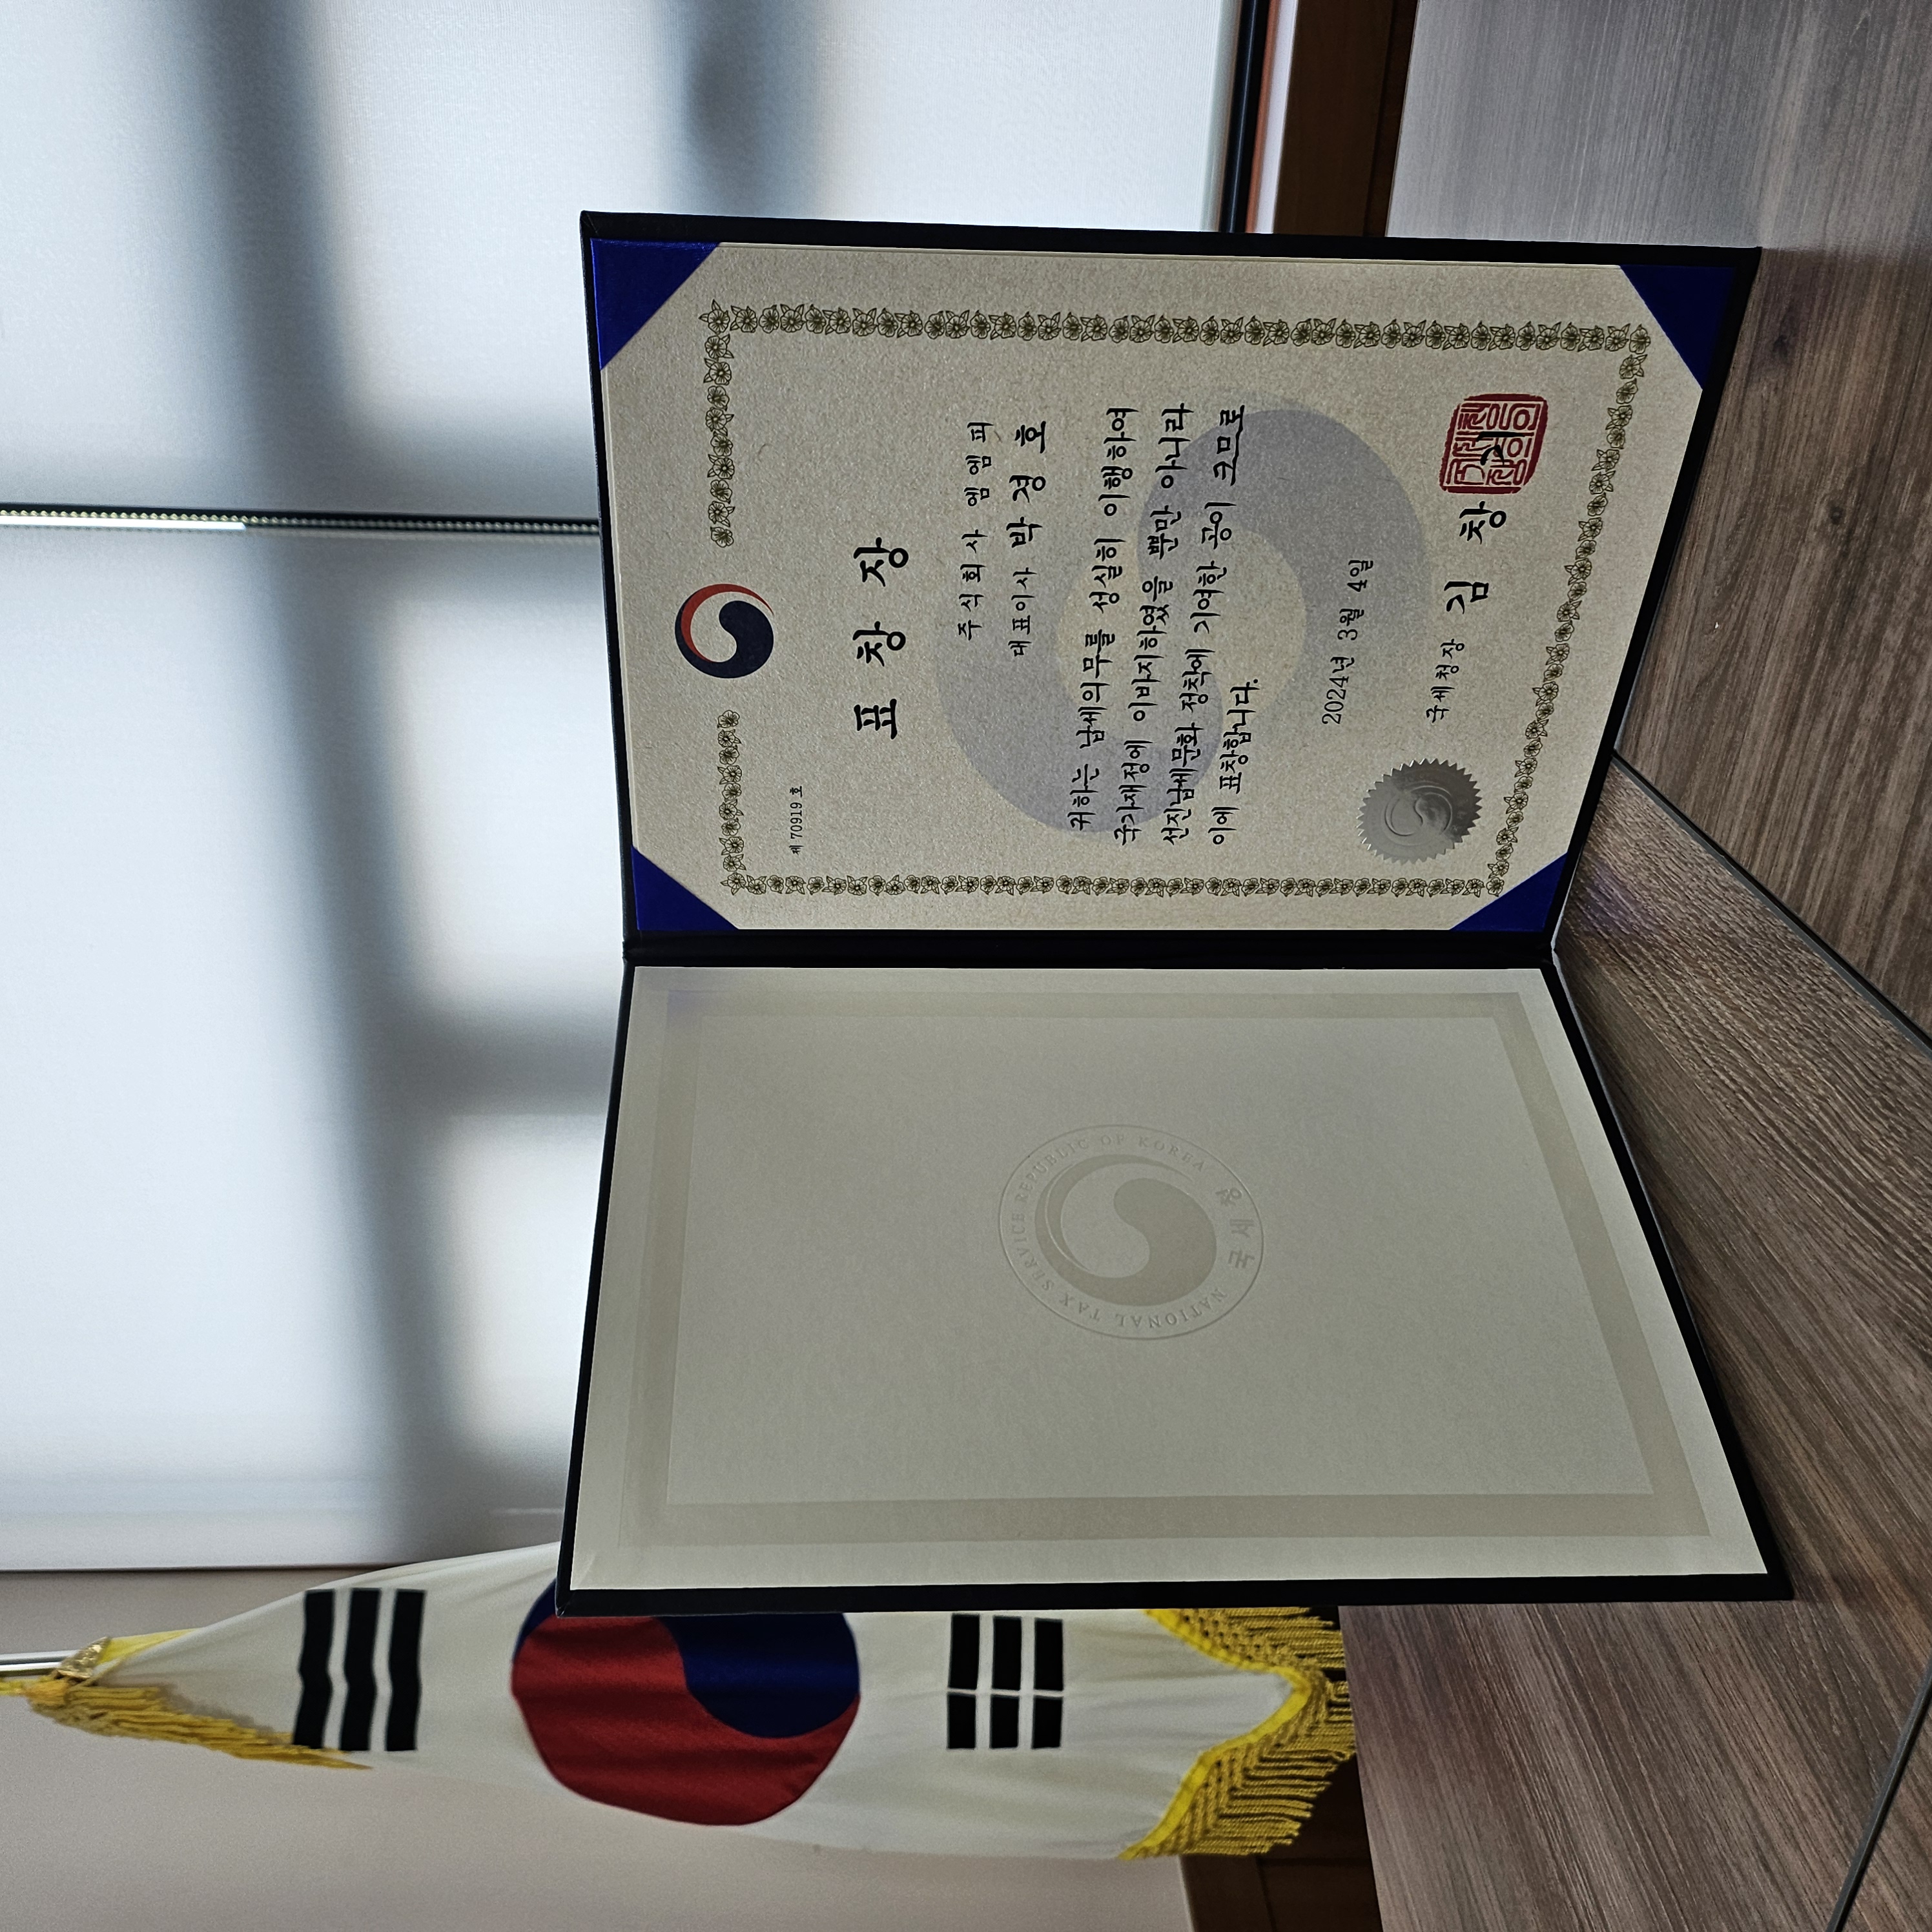 NATIONAL TAX SERVICE REPUBLIC OF KOREA
국세청
제 70919 호
표창장
주식회사 엠엠피
대표이사 박경호
귀하는 납세의무를 성실히 이행하여
국가재정에 이바지하였을 뿐만 아니라
선진납세문화 정착에 기여한 공이 크므로
이에 표창합니다.
2024년 3월 4일
국세청장 김창기